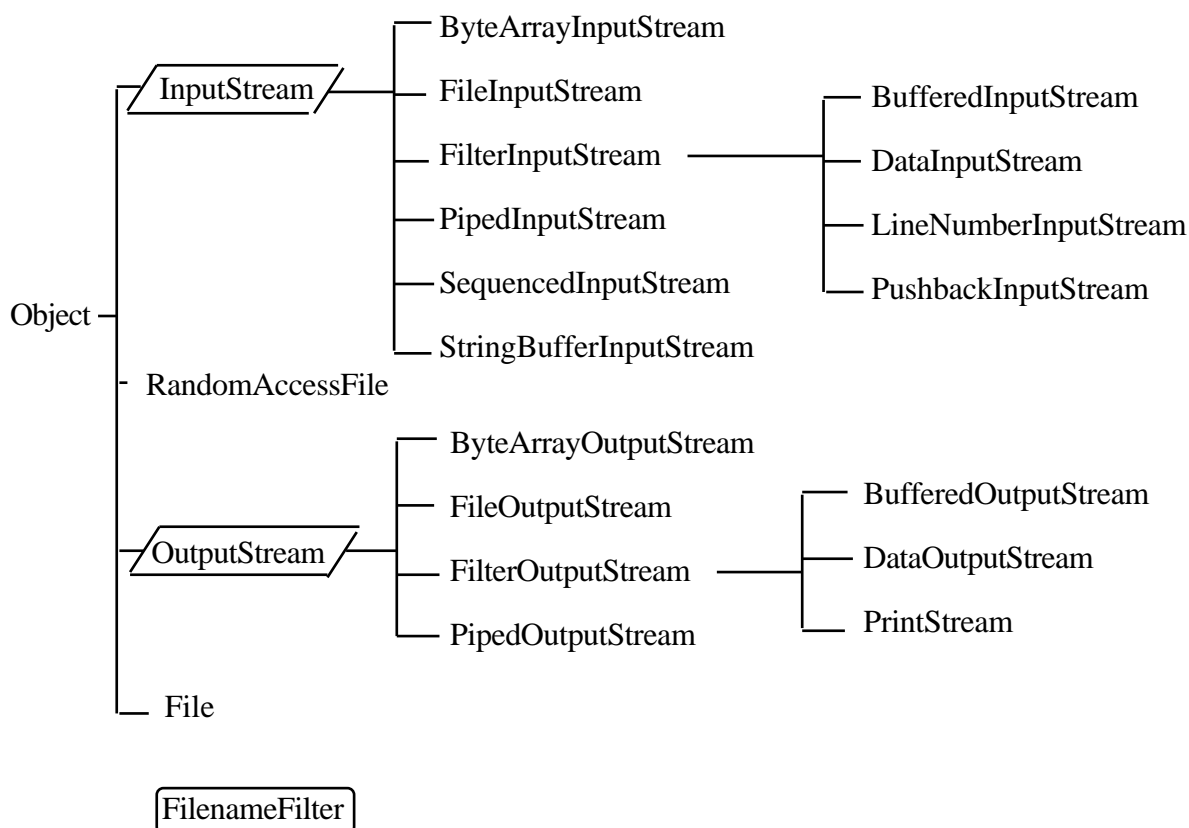 ByteArrayInputStream
InputStream
FileInputStream
BufferedInputStream
FilterInputStream
DataInputStream
PipedInputStream
LineNumberInputStream
SequencedInputStream
PushbackInputStream
Object
StringBufferInputStream
RandomAccessFile
ByteArrayOutputStream
BufferedOutputStream
FileOutputStream
OutputStream
DataOutputStream
FilterOutputStream
PrintStream
PipedOutputStream
File
FilenameFilter